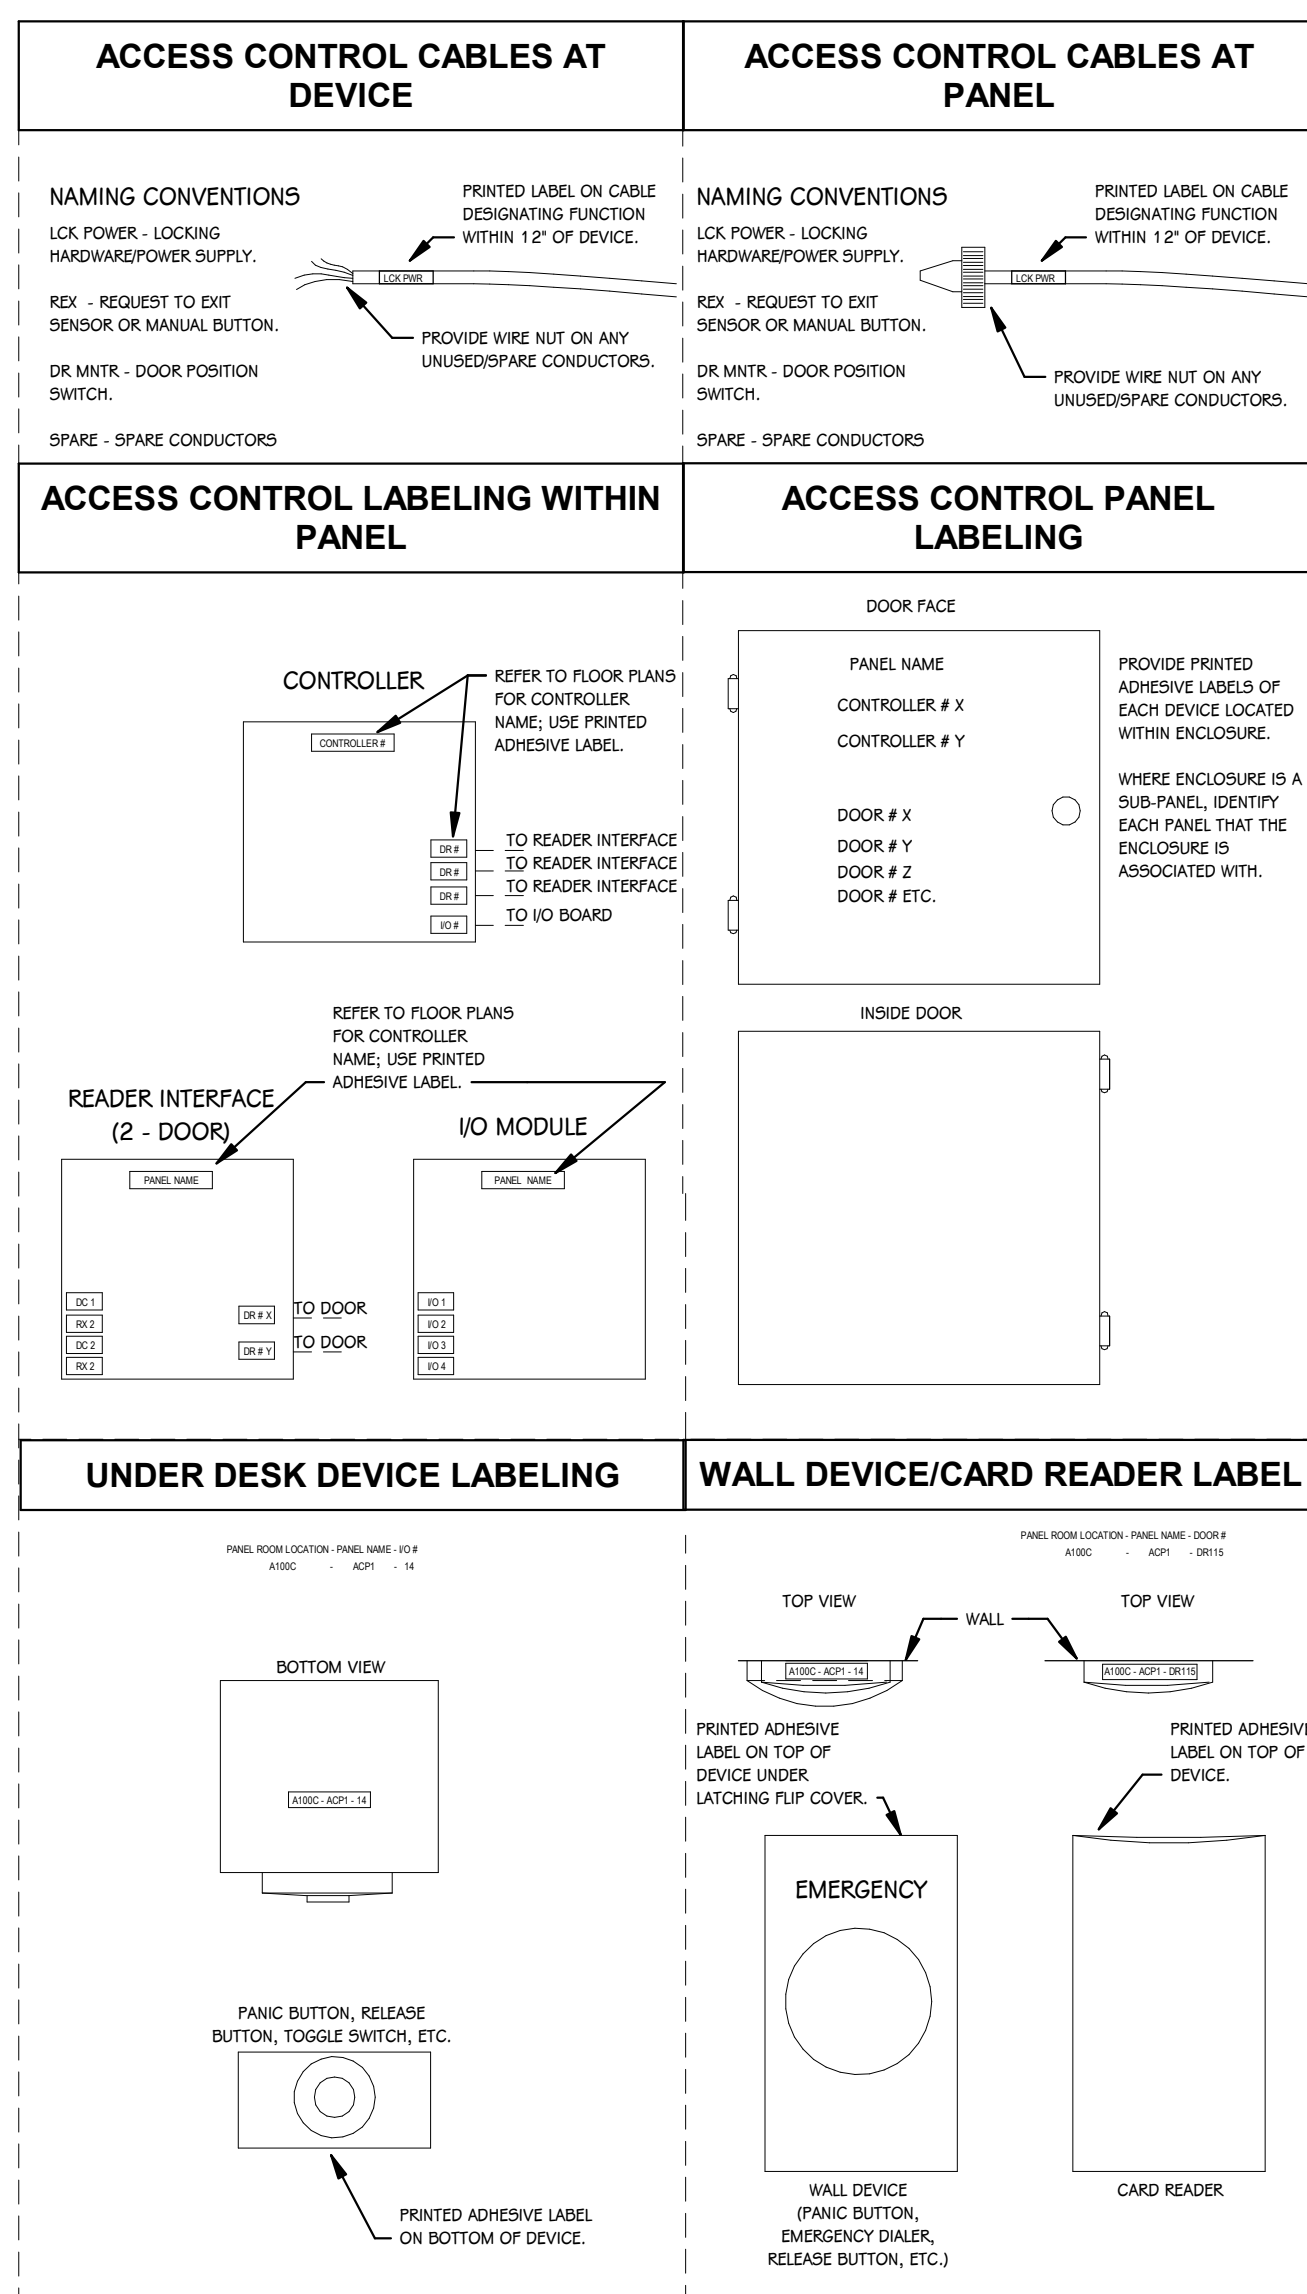 ACCESS CONTROL CABLES AT
DEVICE
NAMING CONVENTIONS
LCK POWER - LOCKING
HARDWARE/POWER SUPPLY.
REX - REQUEST TO EXIT
SENSOR OR MANUAL BUTTON.
DR MNTR - DOOR POSITION
SWITCH.
SPARE - SPARE CONDUCTORS
PRINTED LABEL ON CABLE
DESIGNATING FUNCTION
WITHIN 12" OF DEVICE.
LCK PWR
PROVIDE WIRE NUT ON ANY
UNUSED/SPARE CONDUCTORS.
ACCESS CONTROL CABLES AT
PANEL
NAMING CONVENTIONS
LCK POWER - LOCKING
HARDWARE/POWER SUPPLY.
REX - REQUEST TO EXIT
SENSOR OR MANUAL BUTTON.
DR MNTR - DOOR POSITION
SWITCH.
SPARE - SPARE CONDUCTORS
PRINTED LABEL ON CABLE
DESIGNATING FUNCTION
WITHIN 12" OF DEVICE.
LCK PWR
PROVIDE WIRE NUT ON ANY
UNUSED/SPARE CONDUCTORS.
ACCESS CONTROL LABELING WITHIN
PANEL
CONTROLLER
REFER TO FLOOR PLANS
FOR CONTROLLER
NAME; USE PRINTED
ADHESIVE LABEL.
CONTROLLER #
DR # TO READER INTERFACE
DR # TO READER INTERFACE
DR # TO READER INTERFACE
I/O # TO I/O BOARD
REFER TO FLOOR PLANS
FOR CONTROLLER
NAME; USE PRINTED
ADHESIVE LABEL.
READER INTERFACE
(2 - DOOR)
PANEL NAME
DC 1
RX 2
DC 2
RX 2
DR # X TO DOOR
DR # Y TO DOOR
I/O MODULE
PANEL NAME
I/O 1
I/O 2
I/O 3
I/O 4
ACCESS CONTROL PANEL
LABELING
DOOR FACE
PANEL NAME
CONTROLLER # X
CONTROLLER # Y
DOOR # X
DOOR # Y
DOOR # Z
DOOR # ETC.
PROVIDE PRINTED
ADHESIVE LABELS OF
EACH DEVICE LOCATED
WITHIN ENCLOSURE.
WHERE ENCLOSURE IS A
SUB-PANEL, IDENTIFY
EACH PANEL THAT THE
ENCLOSURE IS
ASSOCIATED WITH.
INSIDE DOOR
UNDER DESK DEVICE LABELING
PANEL ROOM LOCATION - PANEL NAME - I/O #
A100C - ACP1 - 14
BOTTOM VIEW
A100C - ACP1 - 14
PANIC BUTTON, RELEASE
BUTTON, TOGGLE SWITCH, ETC.
PRINTED ADHESIVE LABEL
ON BOTTOM OF DEVICE.
WALL DEVICE/CARD READER LABEL
PANEL ROOM LOCATION - PANEL NAME - DOOR #
A100C - ACP1 - DR115
TOP VIEW
WALL
TOP VIEW
A100C - ACP1 - 14
A100C - ACP1 - DR115
PRINTED ADHESIVE
LABEL ON TOP OF
DEVICE UNDER
LATCHING FLIP COVER.
PRINTED ADHESIVE
LABEL ON TOP OF
DEVICE.
EMERGENCY
WALL DEVICE
(PANIC BUTTON,
EMERGENCY DIALER,
RELEASE BUTTON, ETC.)
CARD READER